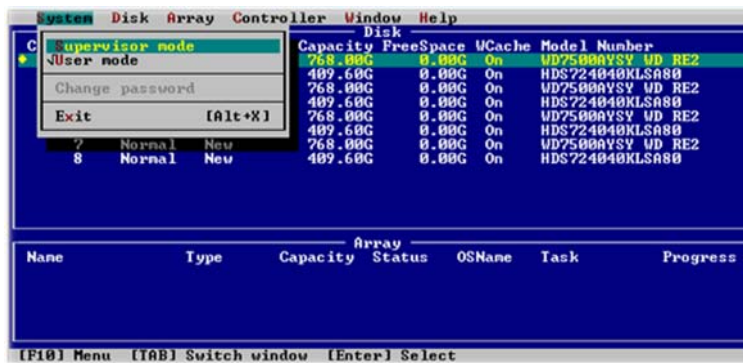 System Disk Array Controller Window Help
Disk
C Capacity FreeSpace WCache Model Number
Supervisor mode
√User mode
Change password
Exit [Alt+X]
768.00G 0.00G On WD7500AYSY WD RE2
409.60G 0.00G On HDS724040KLSA80
768.00G 0.00G On WD7500AYSY WD RE2
409.60G 0.00G On HDS724040KLSA80
768.00G 0.00G On WD7500AYSY WD RE2
409.60G 0.00G On HDS724040KLSA80
7 Normal New 768.00G 0.00G On WD7500AYSY WD RE2
8 Normal New 409.60G 0.00G On HDS724040KLSA80
Array
Name Type Capacity Status OSName Task Progress
[F10] Menu [TAB] Switch window [Enter] Select